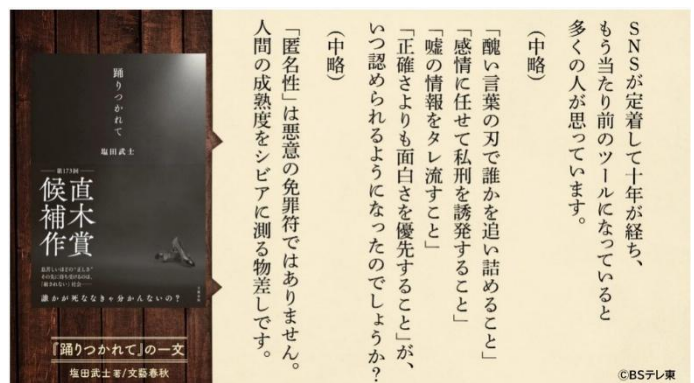 SNSが定着して十年が経ち、
もう当たり前のツールになっていると
多くの人が思っています。
(中略)
「醜い言葉の刃で誰かを追い詰めること」
「感情に任せて私刑を誘発すること」
「嘘の情報をタレ流すこと」
「正確さよりも面白さを優先すること」が、
いつ認められるようになったのでしょうか?
(中略)
「匿名性」は悪意の免罪符ではありません。
人間の成熟度をシビアに測る物差しです。
踊りつかれて
塩田武士
第173回
直木賞
候補作
誰かが死ななきゃ分かんないの?
『踊りつかれて』の一文
塩田武士 著/文藝春秋
©BSテレ東